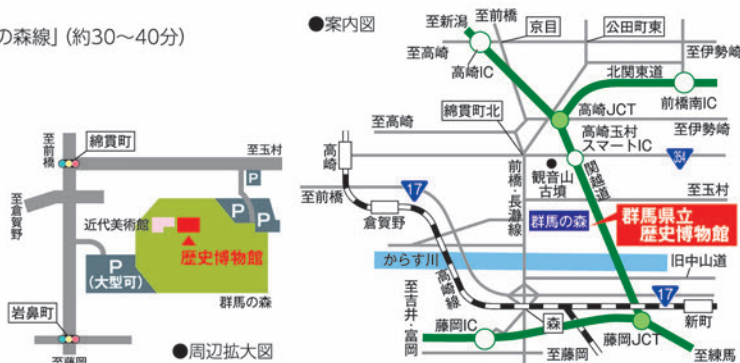 の森線」(約30～40分)
●案内図
至新潟
至前橋
京目
公田町東
至高崎
至伊勢崎
高崎IC
北関東道
前橋南IC
綿貫町北
高崎JCT
至高崎
高崎玉村
スマートIC
至伊勢崎
354
高崎
観音山
古墳
関越道
至前橋
17
前橋・長瀞線
至玉村
倉賀野
群馬の森
群馬県立
歴史博物館
からす川
高崎線
旧中山道
至吉井・富岡
17
藤岡IC
森
新町
至藤岡
藤岡JCT
至練馬
至前橋
綿貫町
至玉村
P
至倉賀野
近代美術館
P
P
歴史博物館
P
(大型可)
群馬の森
岩鼻町
至藤岡
●周辺拡大図